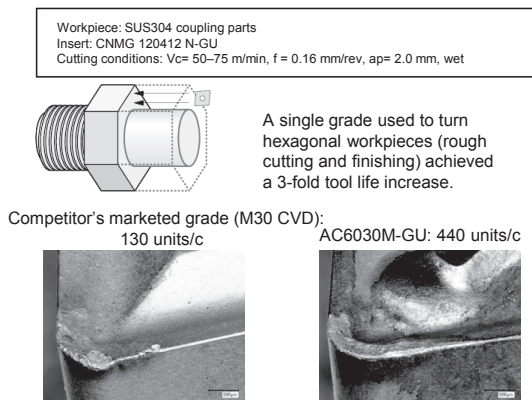 Workpiece: SUS304 coupling parts
Insert: CNMG 120412 N-GU
Cutting conditions: Vc= 50–75 m/min, f = 0.16 mm/rev, ap= 2.0 mm, wet
A single grade used to turn
hexagonal workpieces (rough
cutting and finishing) achieved
a 3-fold tool life increase.
Competitor's marketed grade (M30 CVD):
130 units/c
AC6030M-GU: 440 units/c
500μm
500μm